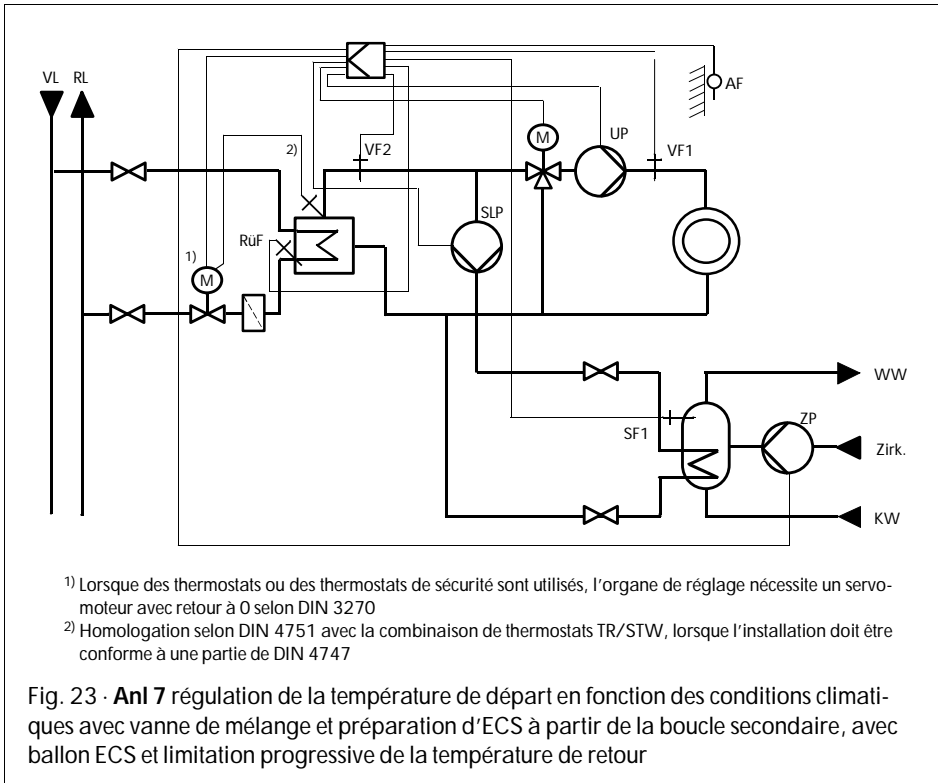 VL RL
AF
UP
M
2)
VF2
VF1
SLP
RüF
1)
M
WW
ZP
SF1
Zirk.
KW
1) Lorsque des thermostats ou des thermostats de sécurité sont utilisés, l'organe de réglage nécessite un servo-
moteur avec retour à 0 selon DIN 3270
2) Homologation selon DIN 4751 avec la combinaison de thermostats TR/STW, lorsque l'installation doit être
conforme à une partie de DIN 4747
Fig. 23 · Anl 7 régulation de la température de départ en fonction des conditions climati-
ques avec vanne de mélange et préparation d'ECS à partir de la boucle secondaire, avec
ballon ECS et limitation progressive de la température de retour